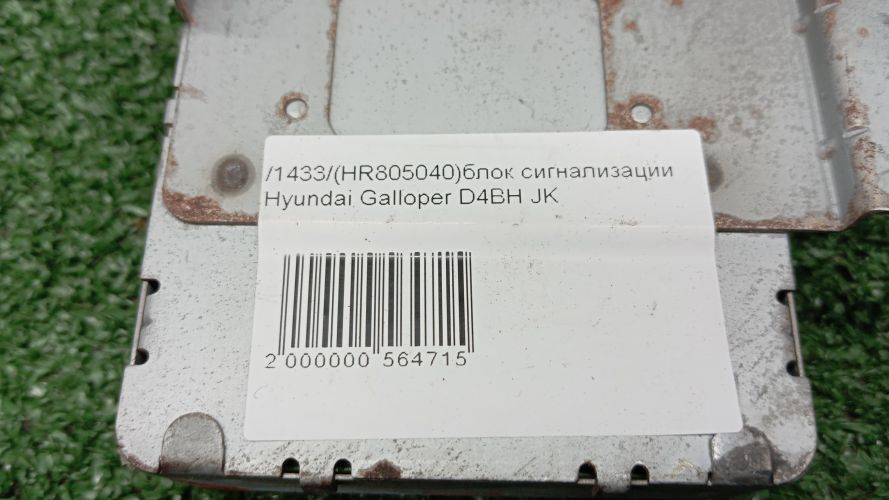 /1433/(HR805040)блок сигнализации
Hyundai Galloper D4BH JK
2 000000 564715